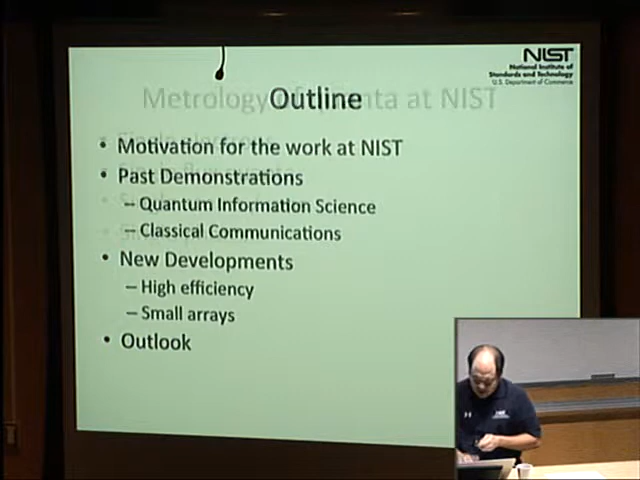 NIST
National Institute of
Standards and Technology
U.S. Department of Commerce
Metrology of
at NIST
Outline
• Motivation for the work at NIST
• Past Demonstrations
– Quantum Information Science
– Classical Communications
• New Developments
– High efficiency
– Small arrays
• Outlook